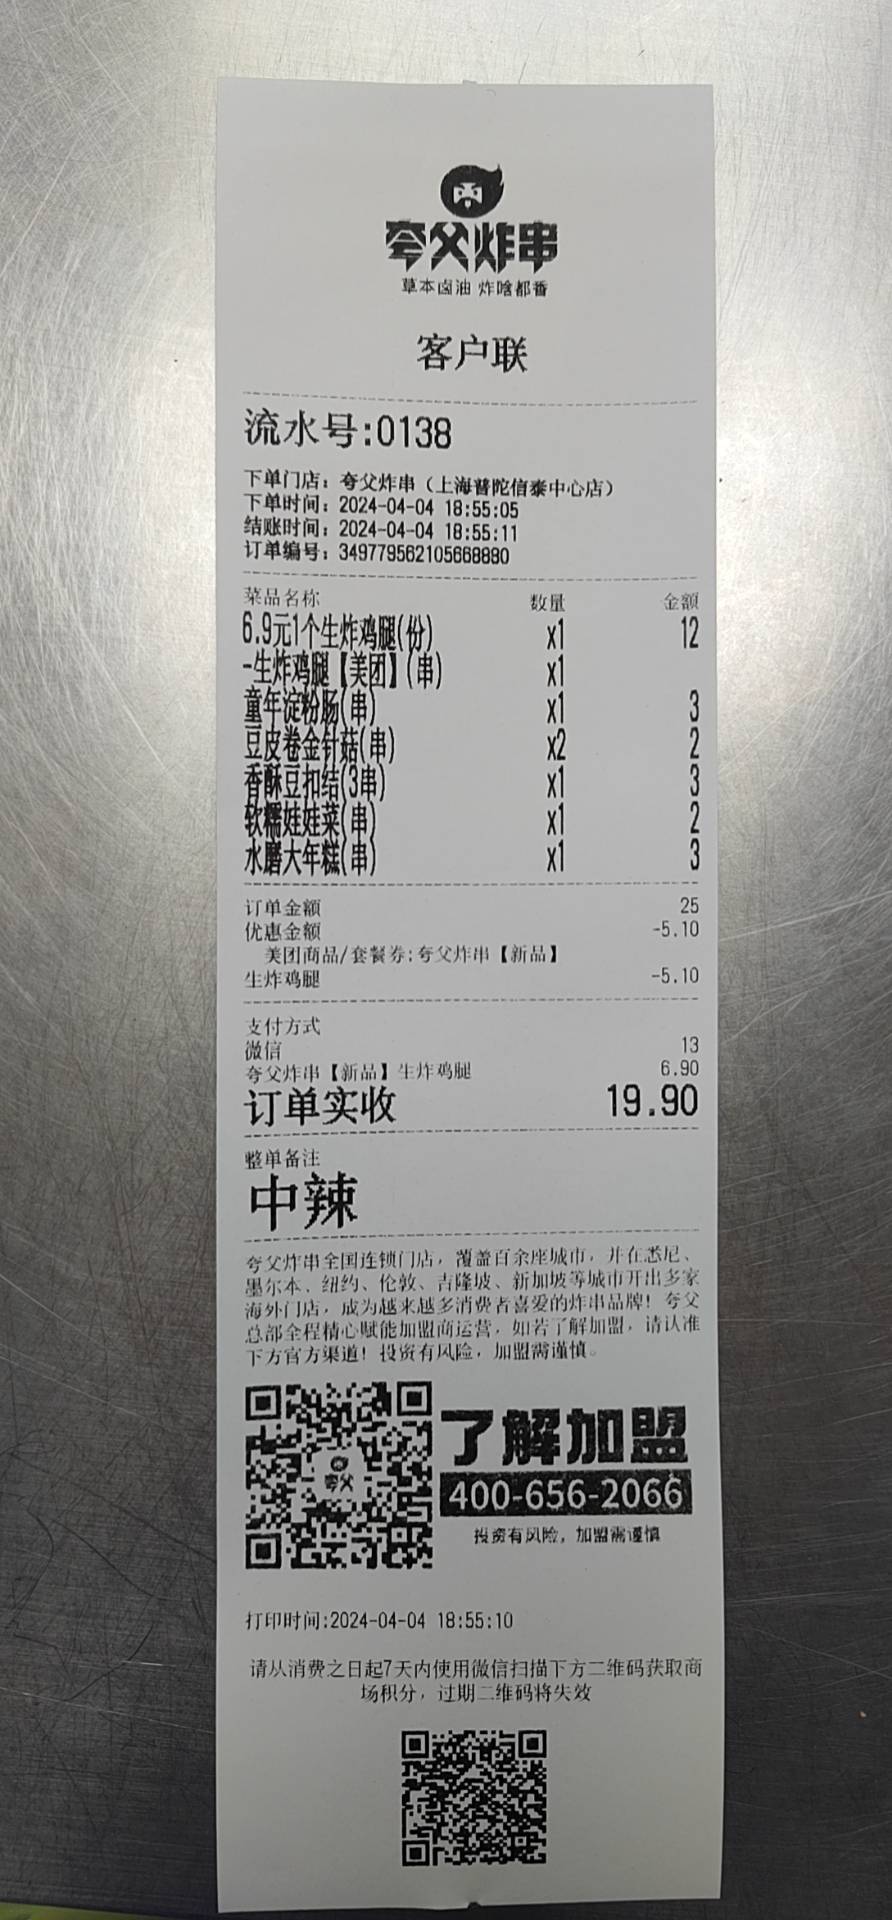 夸父炸串
草本卤油 炸啥都香
客户联
流水号:0138
下单门店：夸父炸串（上海普陀信泰中心店）
下单时间：2024-04-04 18:55:05
结账时间：2024-04-04 18:55:11
订单编号：349779562105668880
菜品名称 数量 金额
6.9元1个生炸鸡腿(份) x1 12
-生炸鸡腿【美团】(串) x1
童年淀粉肠(串) x1 3
豆皮卷金针菇(串) x2 2
香酥豆扣结(3串) x1 3
软糯娃娃菜(串) x1 2
水磨大年糕(串) x1 3
订单金额 25
优惠金额 -5.10
美团商品/套餐券:夸父炸串【新品】
生炸鸡腿 -5.10
支付方式
微信 13
夸父炸串【新品】生炸鸡腿 6.90
订单实收 19.90
整单备注
中辣
夸父炸串全国连锁门店，覆盖百余座城市，并在悉尼、
墨尔本、纽约、伦敦、吉隆坡、新加坡等城市开出多家
海外门店，成为越来越多消费者喜爱的炸串品牌！夸父
总部全程精心赋能加盟商运营，如若了解加盟，请认准
下方官方渠道！投资有风险，加盟需谨慎。
夸父
了解加盟
400-656-2066
投资有风险，加盟需谨慎
打印时间:2024-04-04 18:55:10
请从消费之日起7天内使用微信扫描下方二维码获取商
场积分，过期二维码将失效